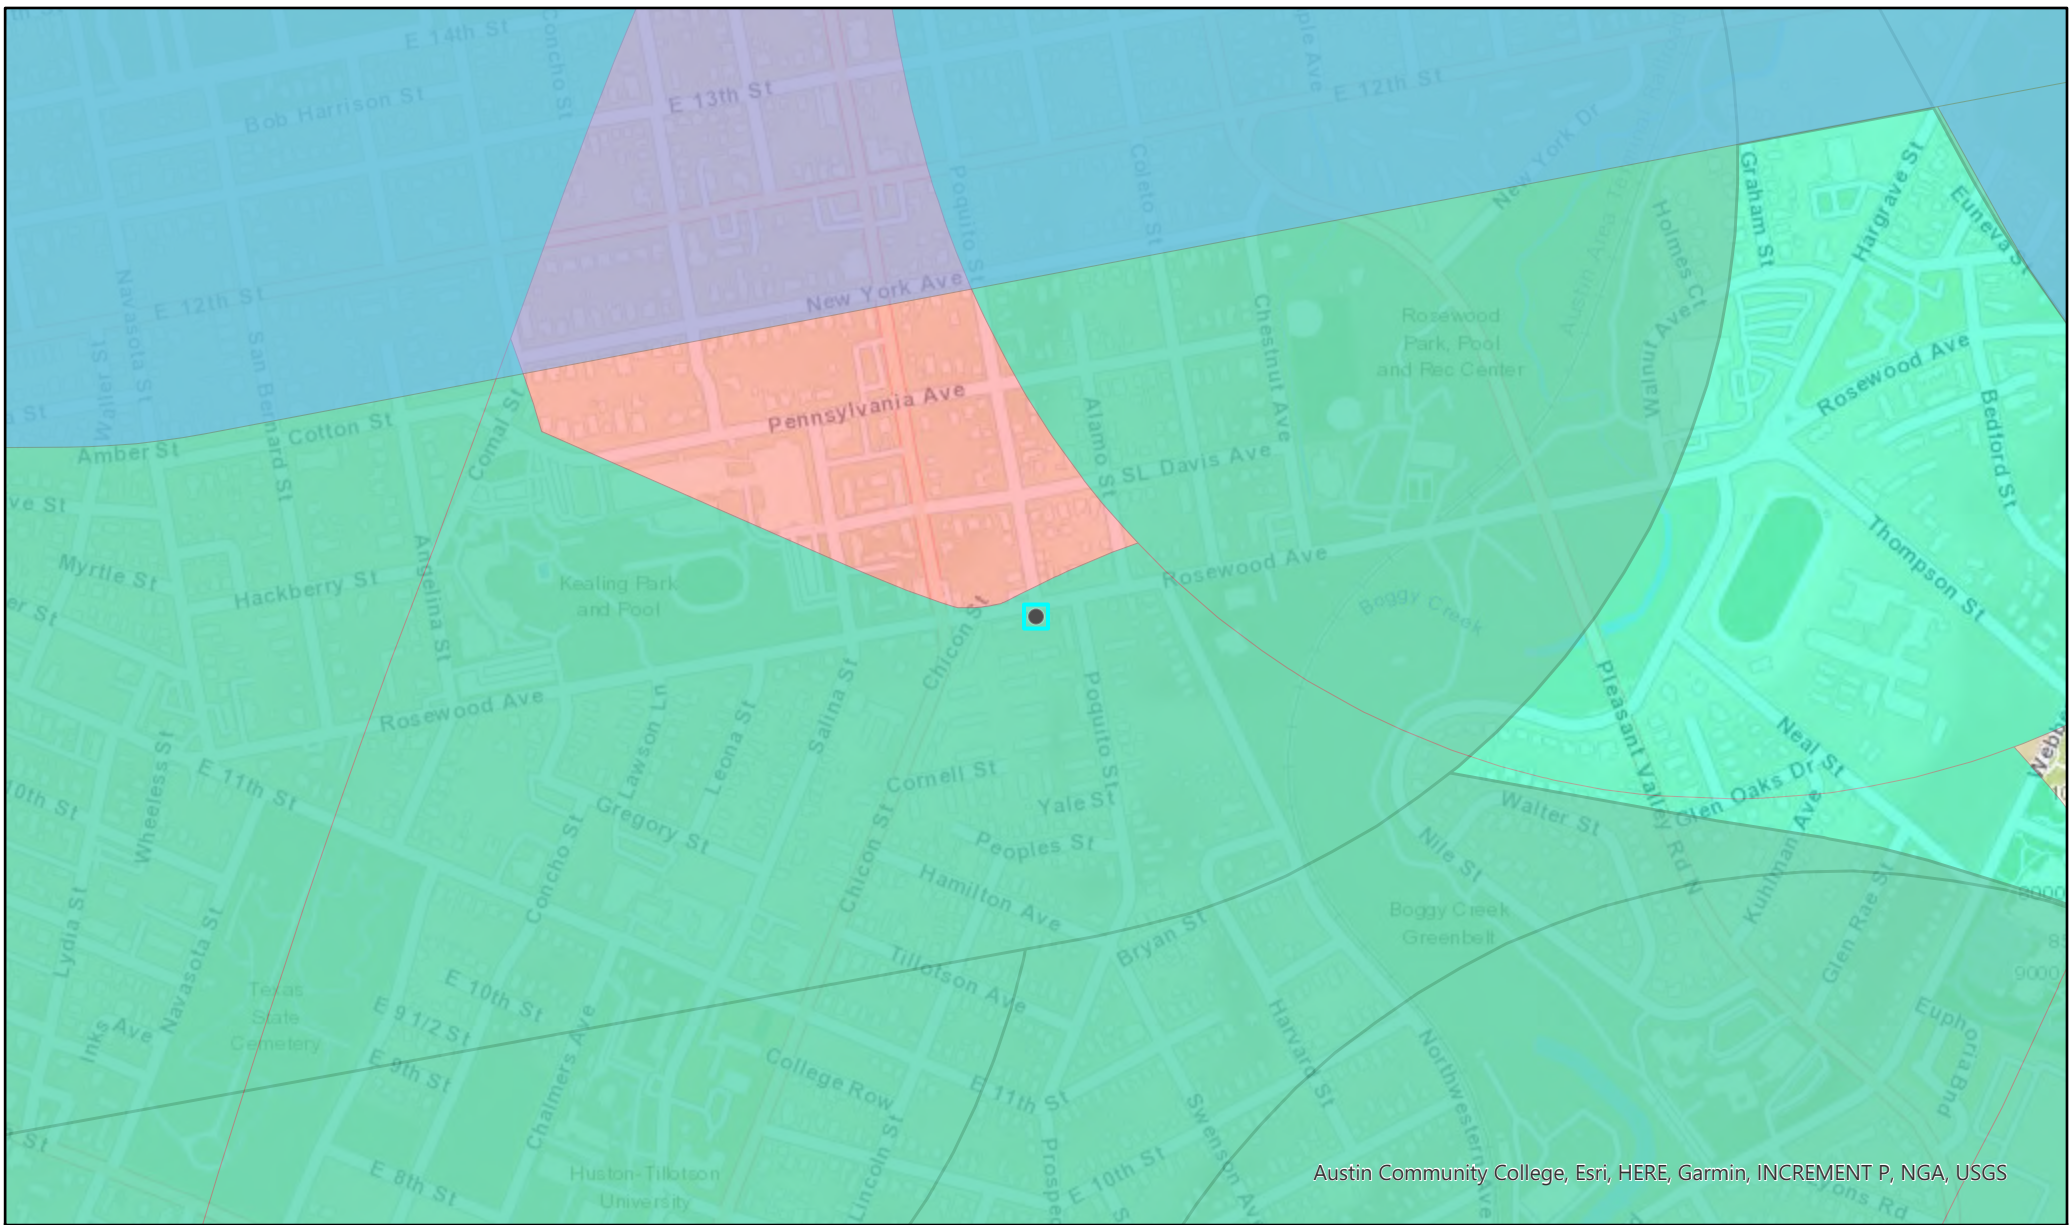 E 14th St
Concho St
Bob Harrison St
E 13th St
E 12th St
New York Dr
Poquito St
Coleto St
Graham St
Hargrave St
Euneva St
Holmes Ct
Navasota St
E 12th St
New York Ave
Waller St
San Bernard St
Chestnut Ave
Rosewood
Park, Pool
and Rec Center
Walnut Ave
Rosewood Ave
Bedford St
Pennsylvania Ave
Comal St
Cotton St
Amber St
Alamo St
SL Davis Ave
Thompson St
Myrtle St
Hackberry St
Angelina St
Kealing Park
and Pool
Rosewood Ave
Boggy Creek
Chicon St
Rosewood Ave
Lawson Ln
Leona St
Salina St
Poquito St
Pleasant Valley Rd N
Neal St
Glen Oaks Dr
Wheeless St
E 11th St
10th St
Cornell St
Yale St
Gregory St
Peoples St
Walter St
Nile St
Kuhlman Ave
Glen Rae St
Concho St
Chicon St
Hamilton Ave
Boggy Creek
Greenbelt
Bryan St
Lydia St
Navasota St
Tillotson Ave
Texas
State
Cemetery
E 10th St
E 9 1/2 St
E 9th St
Inks Ave
Chalmers Ave
Harvard St
Northwestern Ave
College Row
E 11th St
Swenson Ave
E 10th St
E 8th St
Huston-Tillotson
University
Lincoln St
Austin Community College, Esri, HERE, Garmin, INCREMENT P, NGA, USGS